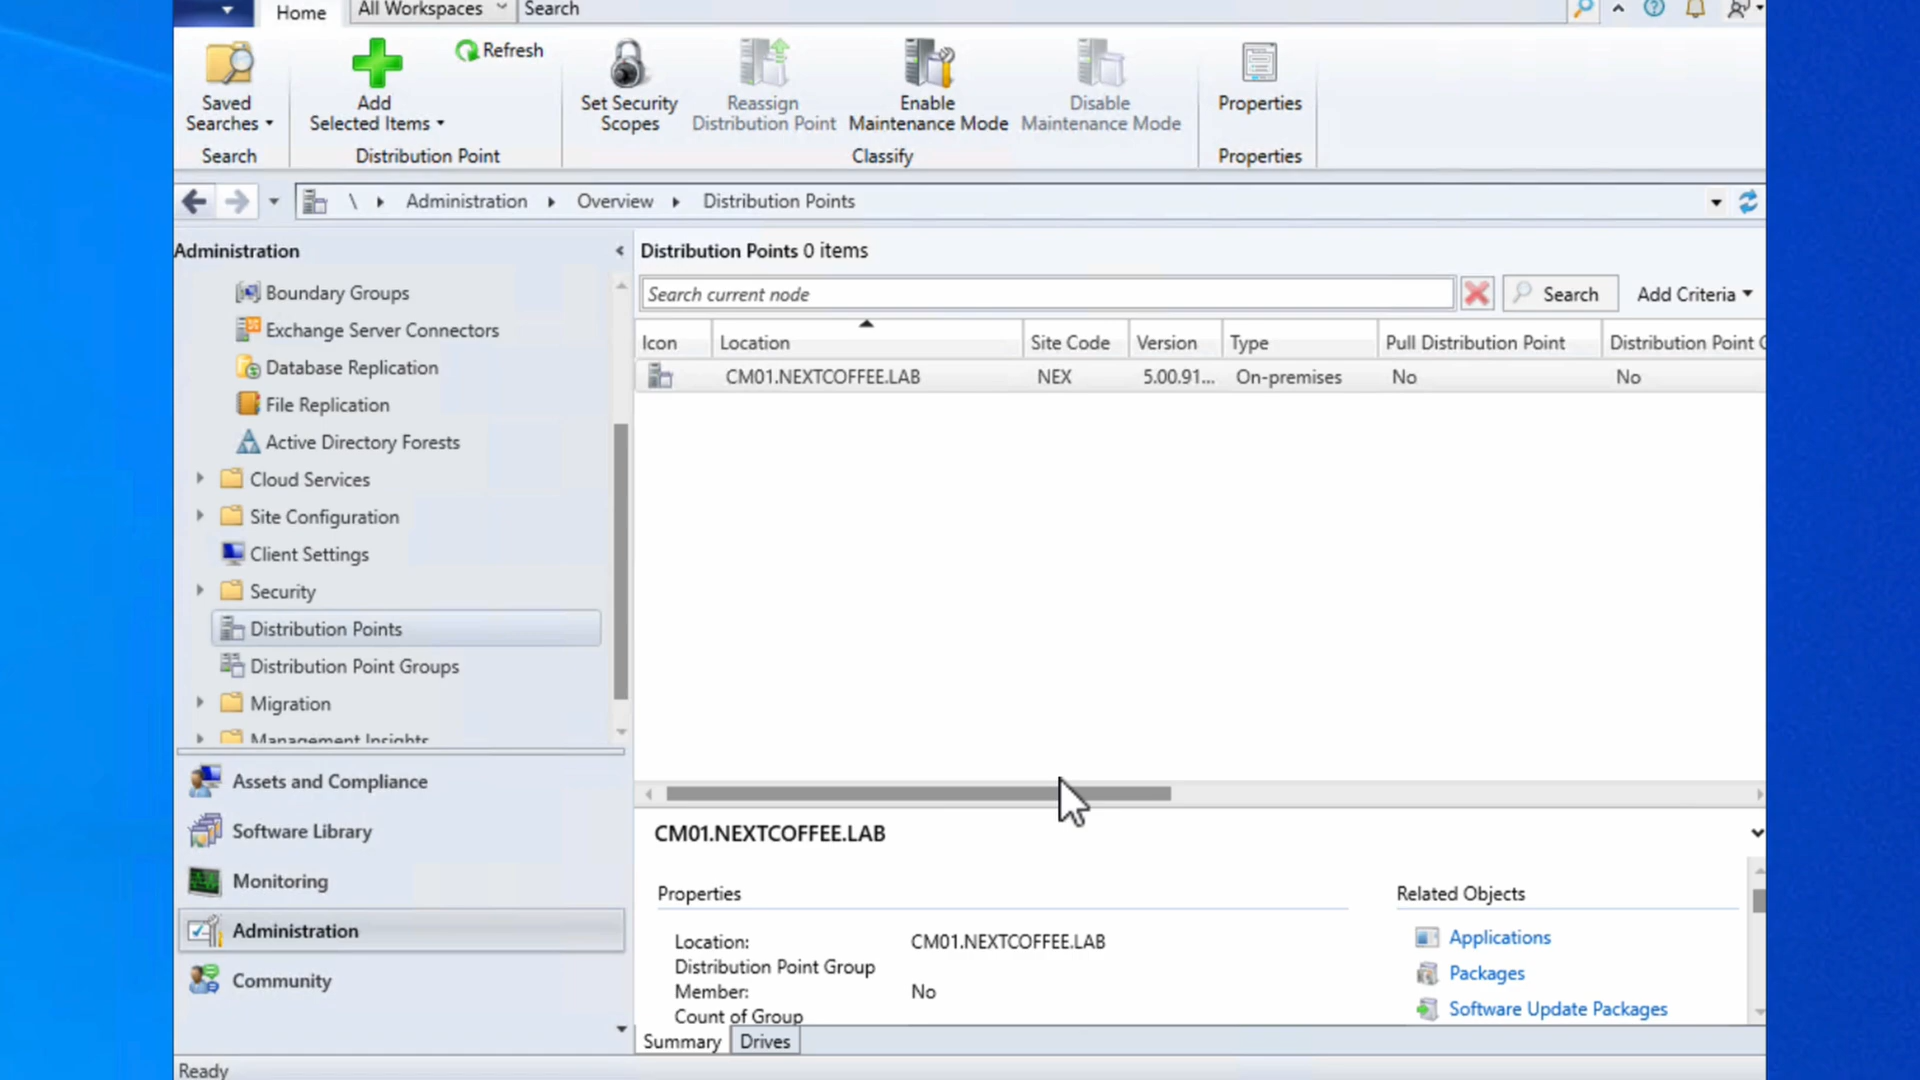 Home
All Workspaces
Search
Saved
Searches
Search
Add
Selected Items
Refresh
Distribution Point
Set Security
Scopes
Reassign
Distribution Point
Enable
Maintenance Mode
Disable
Maintenance Mode
Classify
Properties
Properties
\
Administration
Overview
Distribution Points
Administration
Boundary Groups
Exchange Server Connectors
Database Replication
File Replication
Active Directory Forests
Cloud Services
Site Configuration
Client Settings
Security
Distribution Points
Distribution Point Groups
Migration
Management Insights
Assets and Compliance
Software Library
Monitoring
Administration
Community
Distribution Points 0 items
Search current node
Search
Add Criteria
Icon Location Site Code Version Type Pull Distribution Point Distribution Point G
CM01.NEXTCOFFEE.LAB NEX 5.00.91... On-premises No No
CM01.NEXTCOFFEE.LAB
Properties
Location: CM01.NEXTCOFFEE.LAB
Distribution Point Group
Member: No
Count of Group
Related Objects
Applications
Packages
Software Update Packages
Summary
Drives
Ready